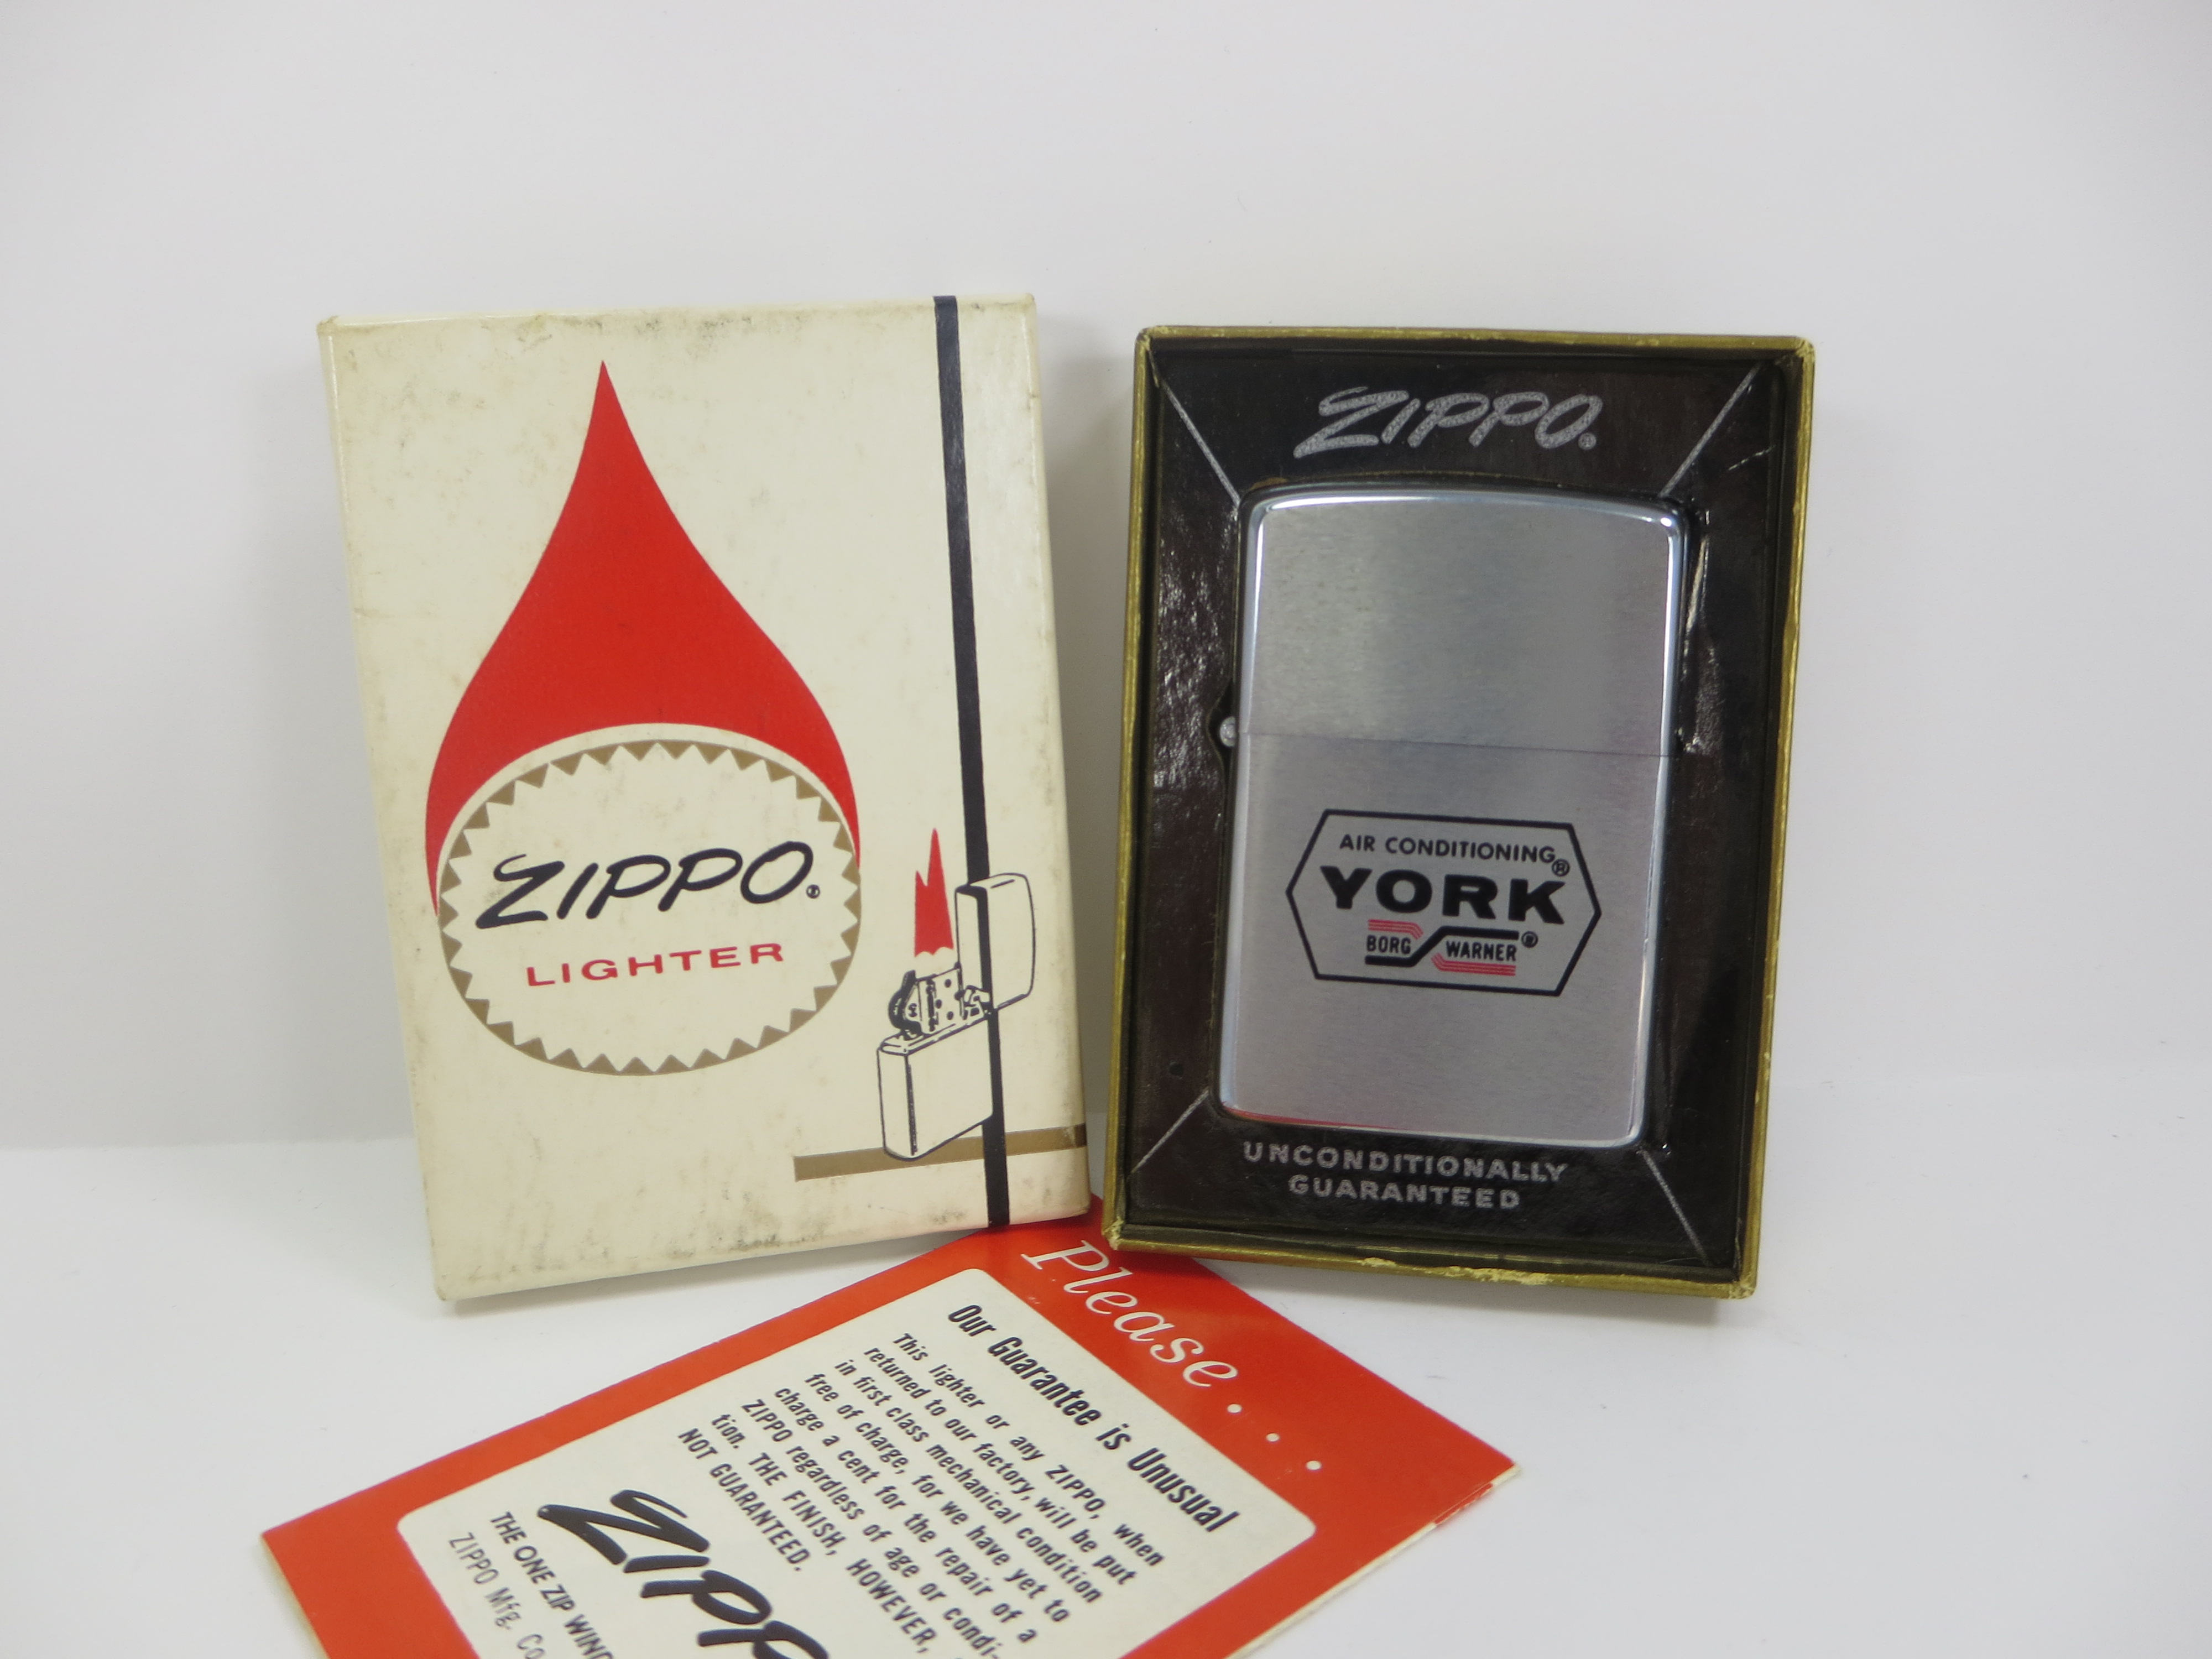 ZIPPO®
LIGHTER
ZIPPO®
AIR CONDITIONING
YORK®
BORG WARNER®
UNCONDITIONALLY
GUARANTEED
Please . . .
Our Guarantee is Unusual
This lighter or any ZIPPO, when
returned to our factory, will be put
in first class mechanical condition
free of charge, for we have yet to
charge a cent for the repair of a
ZIPPO regardless of age or condi-
tion. THE FINISH, HOWEVER,
NOT GUARANTEED.
ZIPP
THE ONE ZIP WIND
ZIPPO Mfg. Co.